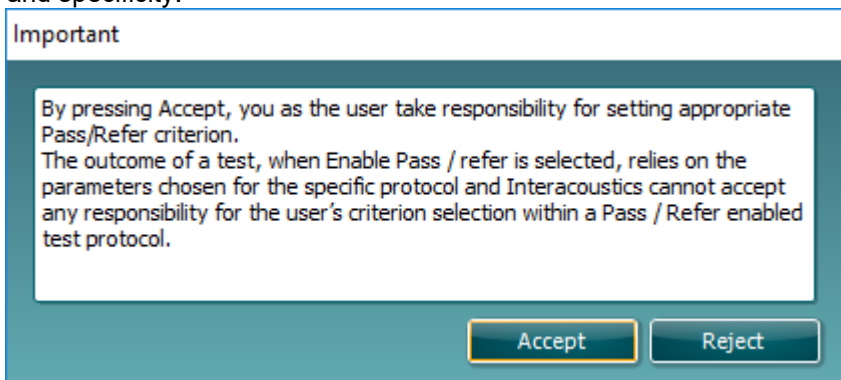 and specificity.
Important
By pressing Accept, you as the user take responsibility for setting appropriate
Pass/Refer criterion.
The outcome of a test, when Enable Pass / refer is selected, relies on the
parameters chosen for the specific protocol and Interacoustics cannot accept
any responsibility for the user's criterion selection within a Pass / Refer enabled
test protocol.
Accept
Reject